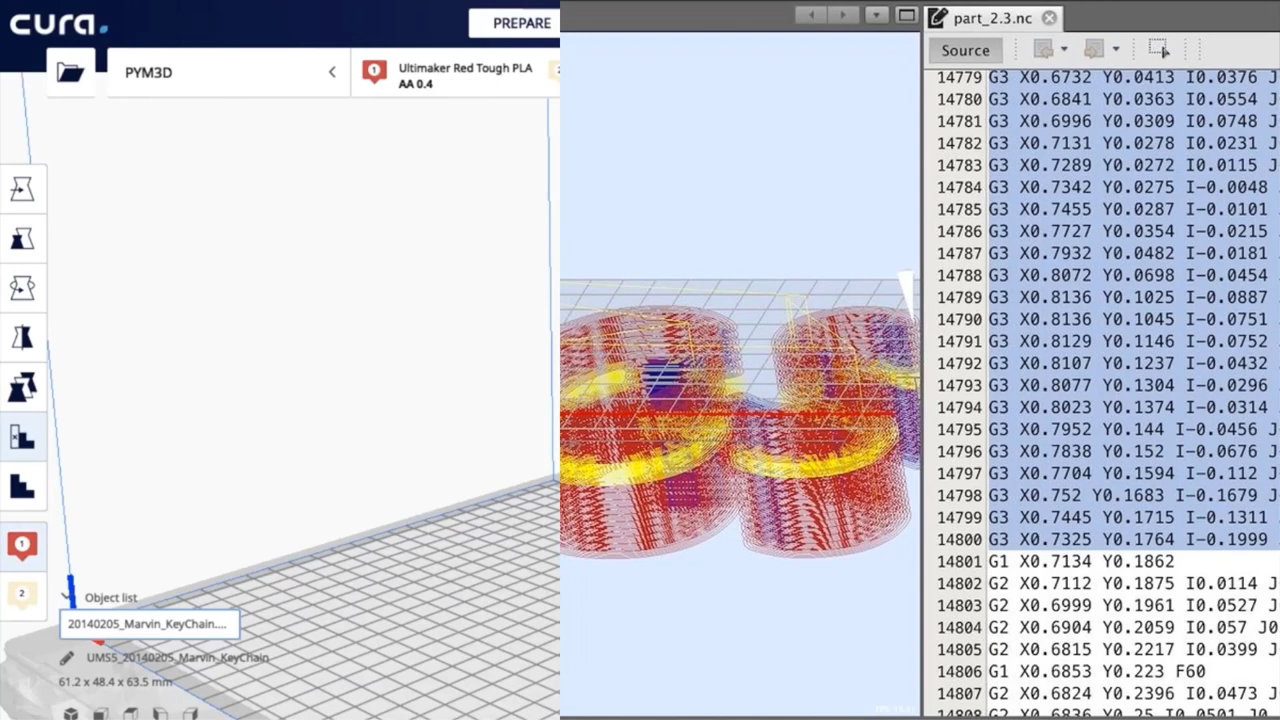 cura.
PREPARE
PYM3D
1
Ultimaker Red Tough PLA
AA 0.4
1
2
Object list
20140205_Marvin_KeyChain....
UMS5_20140205_Marvin_KeyChain
61.2 x 48.4 x 63.5 mm
part_2.3.nc
Source
14779 G3 X0.6732 Y0.0413 I0.0376 J
14780 G3 X0.6841 Y0.0363 I0.0554 J
14781 G3 X0.6996 Y0.0309 I0.0748 J
14782 G3 X0.7131 Y0.0278 I0.0231 J
14783 G3 X0.7289 Y0.0272 I0.0115 J
14784 G3 X0.7342 Y0.0275 I-0.0048
14785 G3 X0.7455 Y0.0287 I-0.0101
14786 G3 X0.7727 Y0.0354 I-0.0215
14787 G3 X0.7932 Y0.0482 I-0.0181
14788 G3 X0.8072 Y0.0698 I-0.0454
14789 G3 X0.8136 Y0.1025 I-0.0887
14790 G3 X0.8136 Y0.1045 I-0.0751
14791 G3 X0.8129 Y0.1146 I-0.0752
14792 G3 X0.8107 Y0.1237 I-0.0432
14793 G3 X0.8077 Y0.1304 I-0.0296
14794 G3 X0.8023 Y0.1374 I-0.0314
14795 G3 X0.7952 Y0.144 I-0.0456 J
14796 G3 X0.7838 Y0.152 I-0.0676 J
14797 G3 X0.7704 Y0.1594 I-0.112 J
14798 G3 X0.752 Y0.1683 I-0.1679 J
14799 G3 X0.7445 Y0.1715 I-0.1311
14800 G3 X0.7325 Y0.1764 I-0.1999
14801 G1 X0.7134 Y0.1862
14802 G2 X0.7112 Y0.1875 I0.0114 J
14803 G2 X0.6999 Y0.1961 I0.0527 J
14804 G2 X0.6904 Y0.2059 I0.057 J0
14805 G2 X0.6815 Y0.2217 I0.0399 J
14806 G1 X0.6853 Y0.223 F60
14807 G2 X0.6824 Y0.2396 I0.0473 J
14808 G2 X0.6836 Y0.25 I0.0501 J0